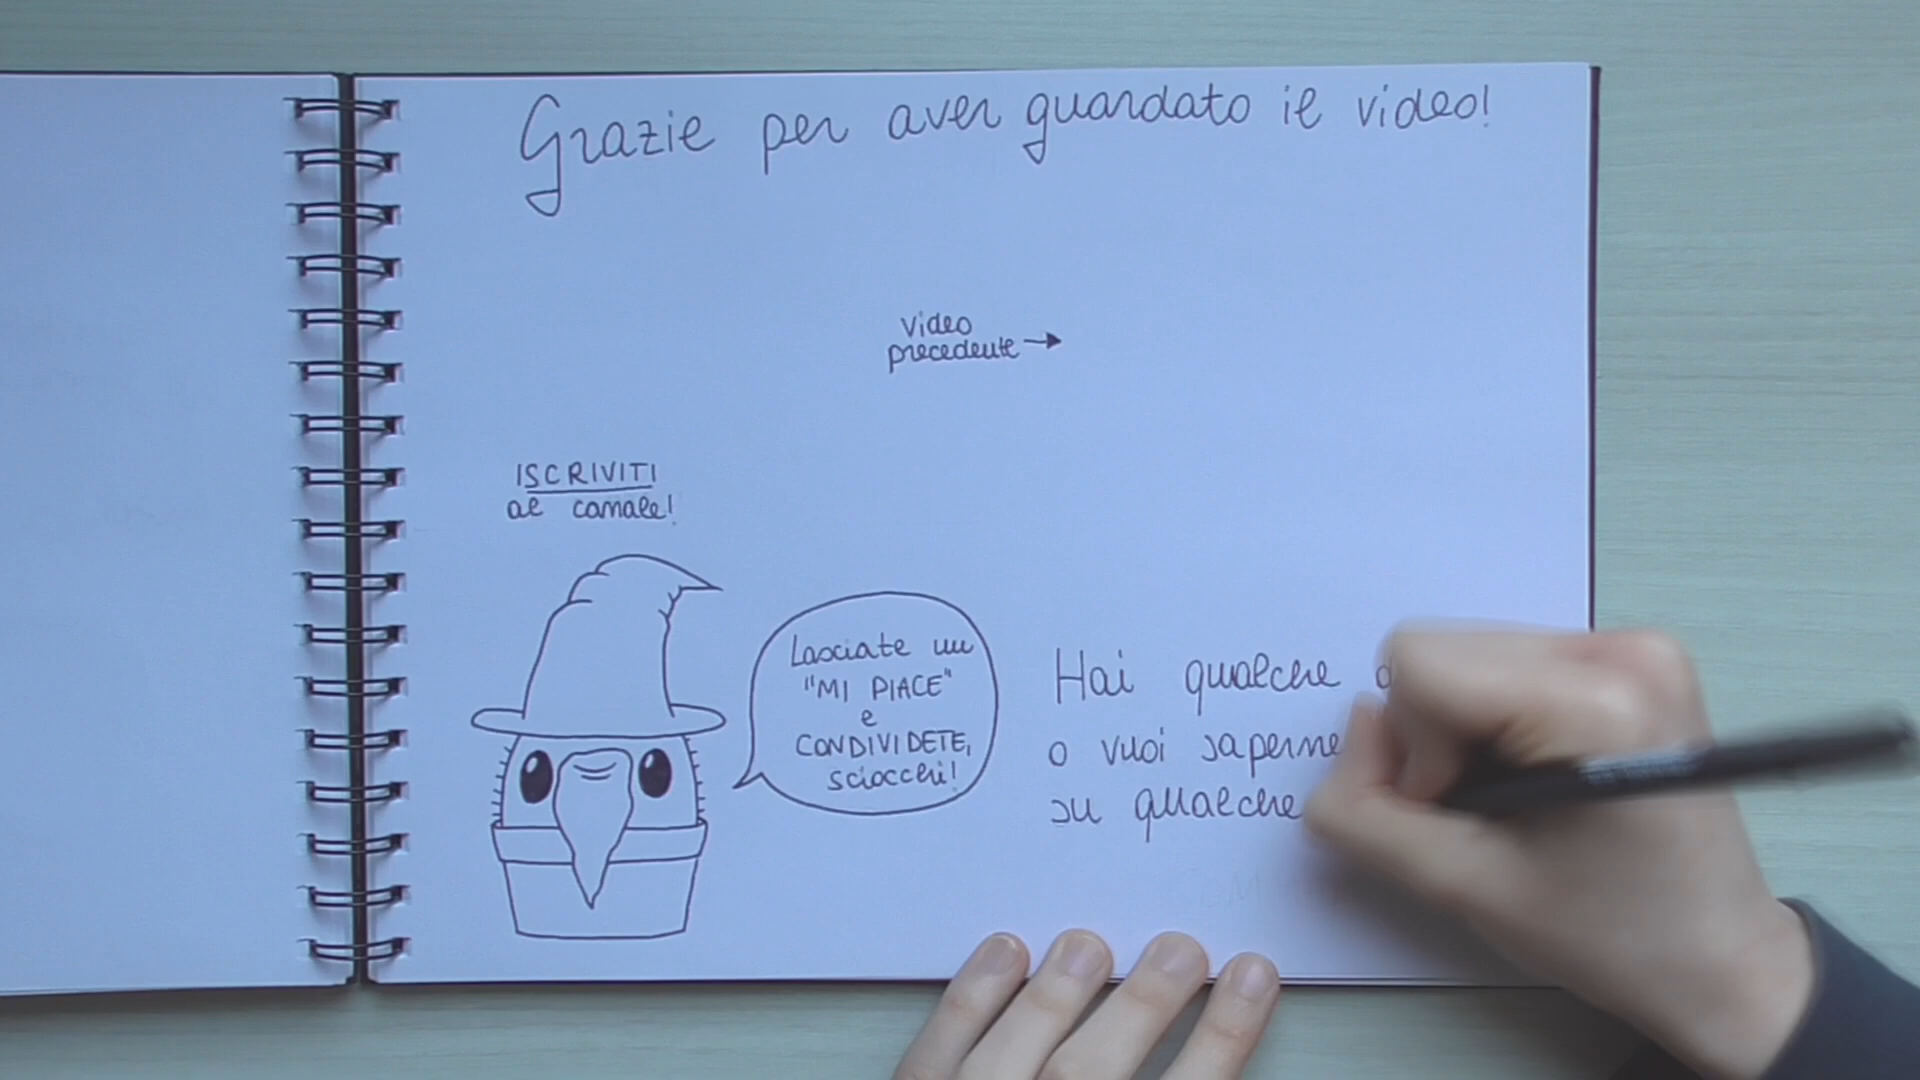 Grazie per aver guardato il video!
video
precedente
ISCRIVITI
al canale!
Lasciate un
"MI PIACE"
e
CONDIVIDETE,
sciocchi!
Hai qualche
o vuoi saperne
su qualche